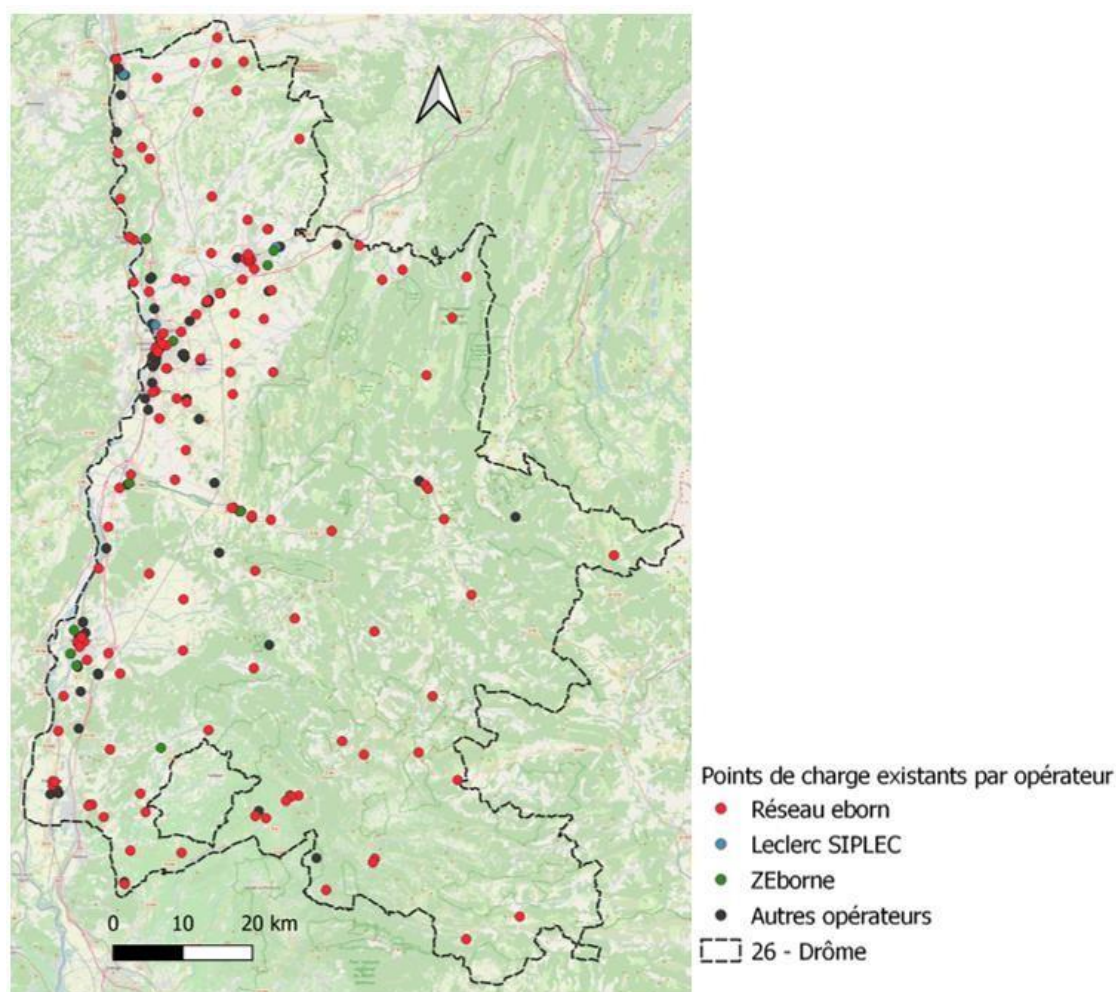 0 10 20 km
Points de charge existants par opérateur
Réseau eborn
Leclerc SIPLEC
ZEborne
Autres opérateurs
26 - Drôme